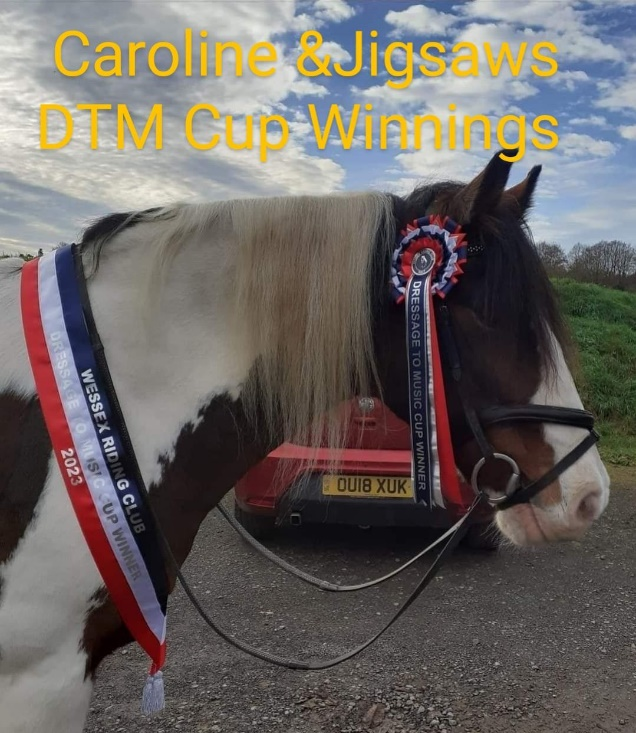 Caroline &Jigsaws
DTM Cup Winnings
DRESSAGE TO MUSIC CUP WINNER
WESSEX RIDING CLUB
DRESSAGE TO MUSIC CUP WINNER
2023
OU18 XUK